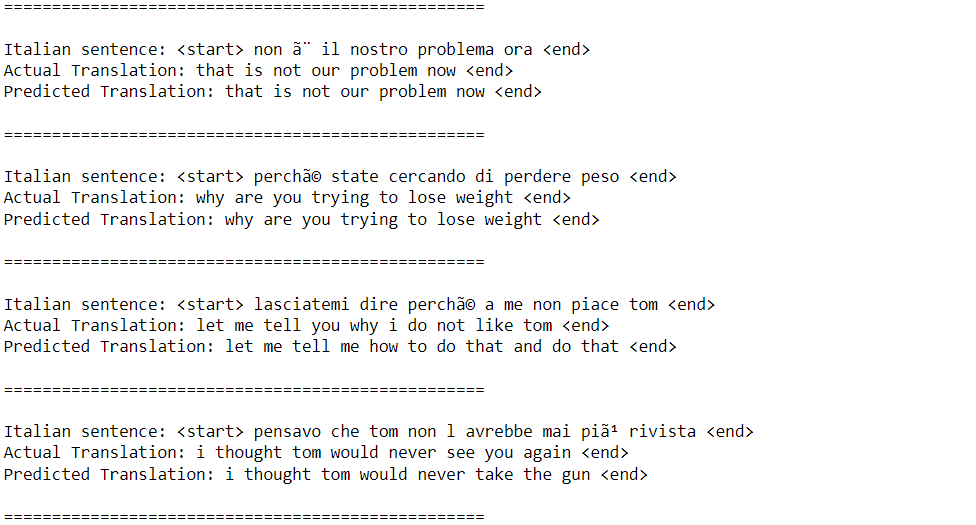 ==================================================
Italian sentence: <start> non ã¨ il nostro problema ora <end>
Actual Translation: that is not our problem now <end>
Predicted Translation: that is not our problem now <end>
==================================================
Italian sentence: <start> perchã© state cercando di perdere peso <end>
Actual Translation: why are you trying to lose weight <end>
Predicted Translation: why are you trying to lose weight <end>
==================================================
Italian sentence: <start> lasciatemi dire perchã© a me non piace tom <end>
Actual Translation: let me tell you why i do not like tom <end>
Predicted Translation: let me tell me how to do that and do that <end>
==================================================
Italian sentence: <start> pensavo che tom non l avrebbe mai piã¹ rivista <end>
Actual Translation: i thought tom would never see you again <end>
Predicted Translation: i thought tom would never take the gun <end>
==================================================